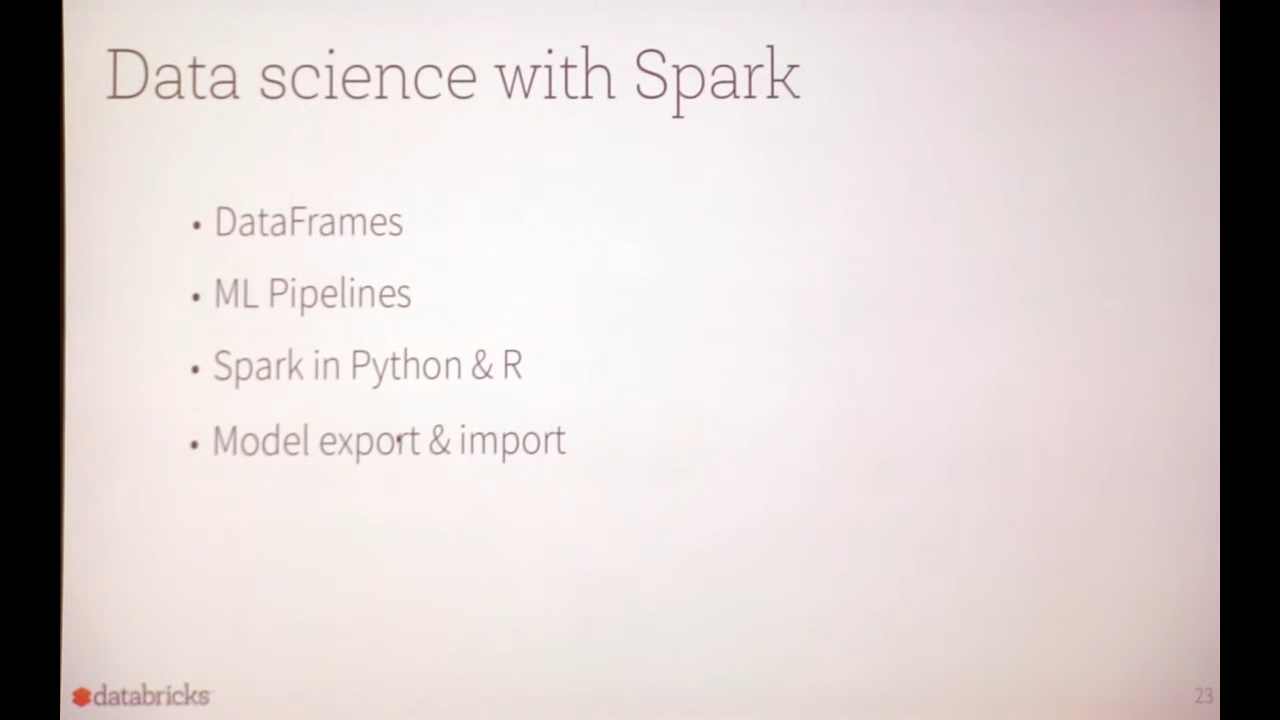 Data science with Spark
• DataFrames
• ML Pipelines
• Spark in Python & R
• Model export & import
databricks
23